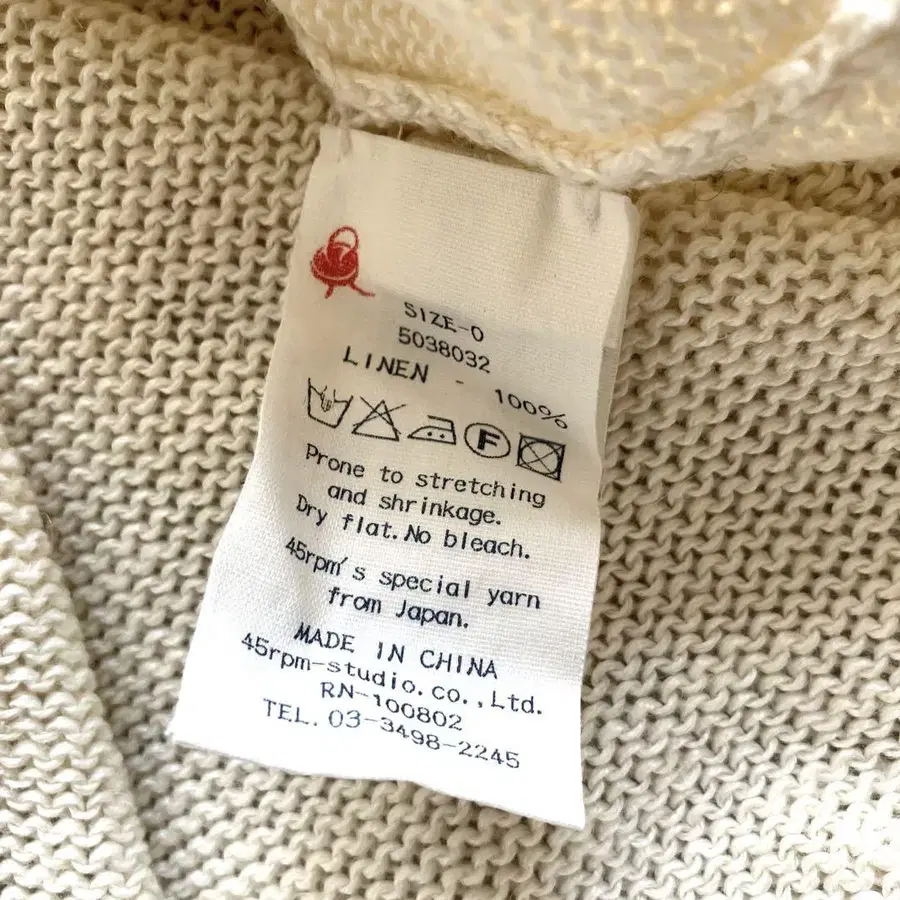 SIZE-0
5038032
LINEN - 100%
F
Prone to stretching
and shrinkage.
Dry flat.No bleach.
45rpm's special yarn
from Japan.
MADE IN CHINA
45rpm-studio.co.,Ltd.
RN-100802
TEL. 03-3498-2245